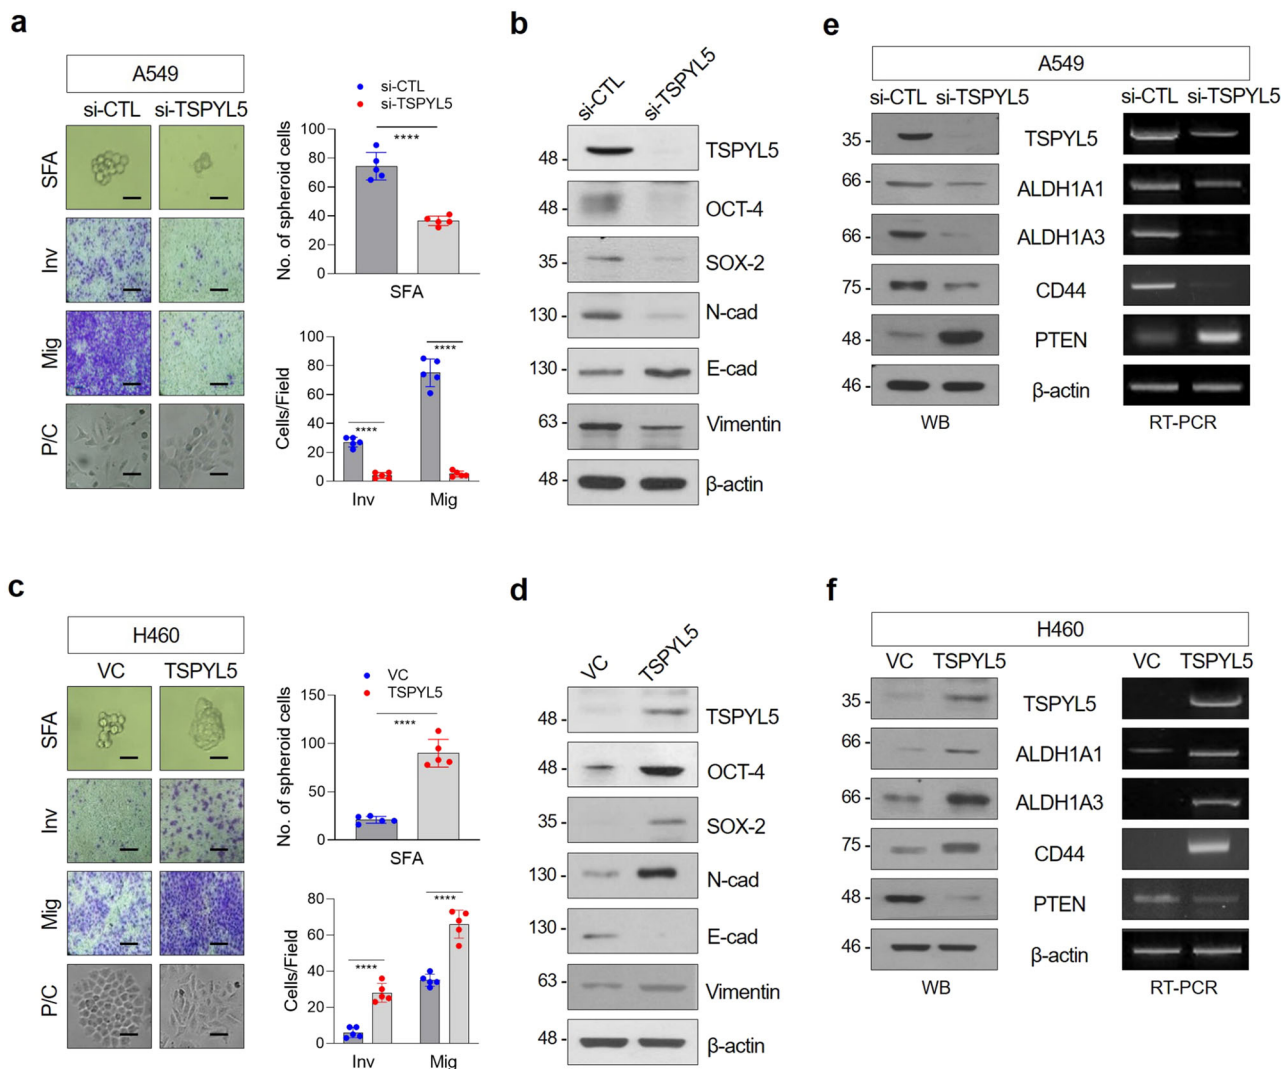 a
A549
si-CTL si-TSPYL5
SFA
Inv
Mig
P/C
si-CTL
si-TSPYL5
No. of spheroid cells
100
80
60
40
20
0
****
SFA
Cells/Field
100
80
60
40
20
0
****
****
Inv Mig
b
si-CTL si-TSPYL5
48 TSPYL5
48 OCT-4
35 SOX-2
130 N-cad
130 E-cad
63 Vimentin
48 β-actin
e
A549
si-CTL si-TSPYL5 si-CTL si-TSPYL5
35 TSPYL5
66 ALDH1A1
66 ALDH1A3
75 CD44
48 PTEN
46 β-actin
WB RT-PCR
c
H460
VC TSPYL5
SFA
Inv
Mig
P/C
VC
TSPYL5
No. of spheroid cells
150
100
50
0
****
SFA
Cells/Field
80
60
40
20
0
****
****
Inv Mig
d
VC TSPYL5
48 TSPYL5
48 OCT-4
35 SOX-2
130 N-cad
130 E-cad
63 Vimentin
48 β-actin
f
H460
VC TSPYL5 VC TSPYL5
35 TSPYL5
66 ALDH1A1
66 ALDH1A3
75 CD44
48 PTEN
46 β-actin
WB RT-PCR